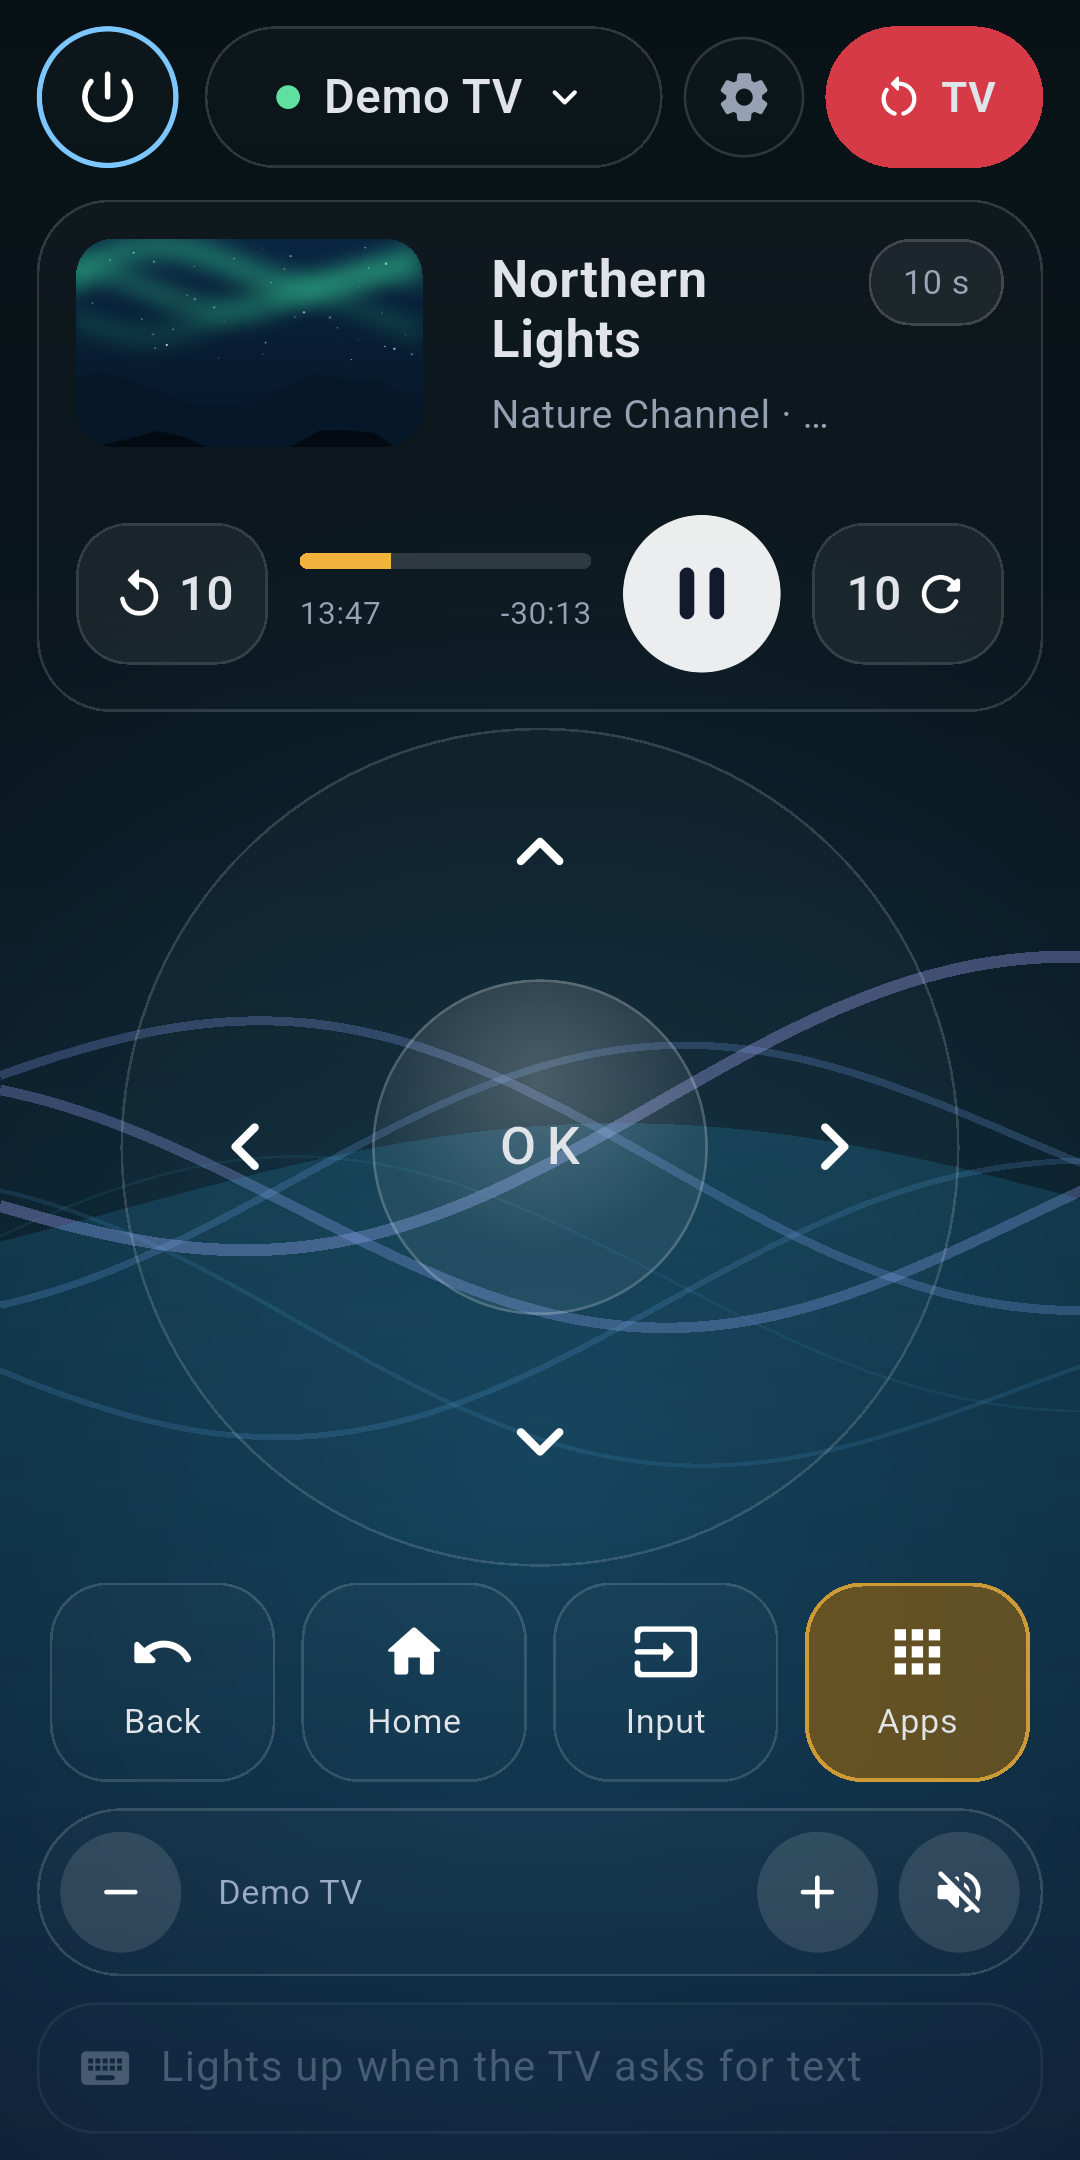 Demo TV
TV
Northern
Lights
10 s
Nature Channel · …
10
13:47
-30:13
10
OK
Back
Home
Input
Apps
Demo TV
Lights up when the TV asks for text